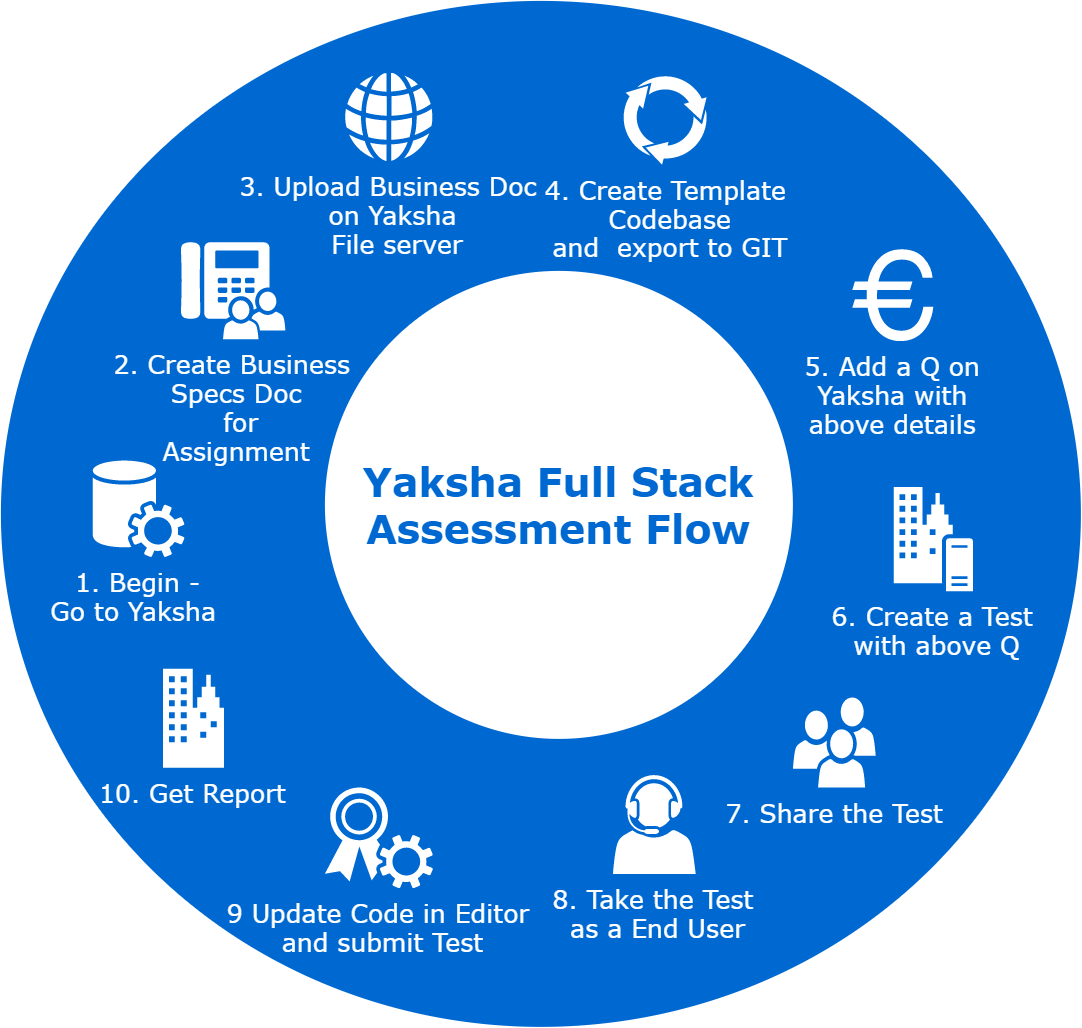 Yaksha Full Stack
Assessment Flow
1. Begin -
Go to Yaksha
2. Create Business
Specs Doc
for
Assignment
3. Upload Business Doc
on Yaksha
File server
4. Create Template
Codebase
and  export to GIT
5. Add a Q on
Yaksha with
above details
6. Create a Test
with above Q
7. Share the Test
8. Take the Test
as a End User
9 Update Code in Editor
and submit Test
10. Get Report